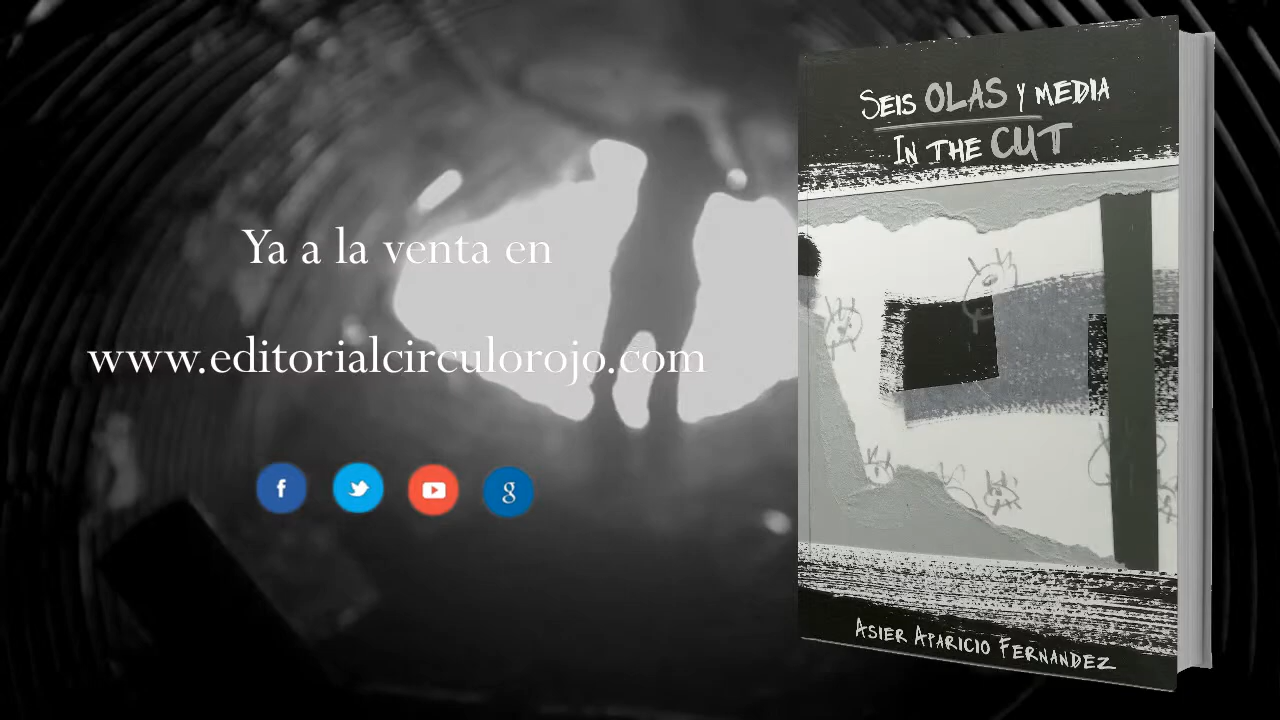 Ya a la venta en
www.editorialcirculorojo.com
f
g
SEIS OLAS Y MEDIA
IN THE CUT
ASIER APARICIO FERNANDEZ